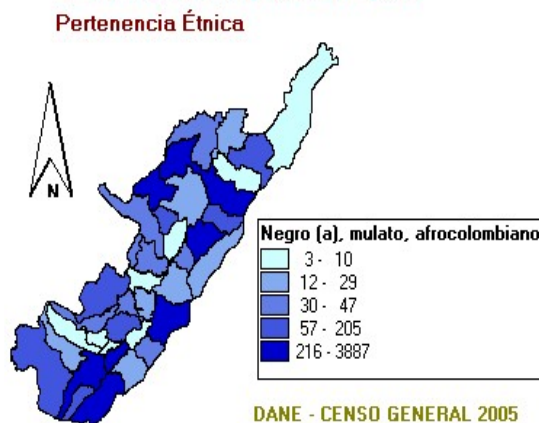 Pertenencia Étnica
N
Negro (a), mulato, afrocolombiano
3 - 10
12 - 29
30 - 47
57 - 205
216 - 3887
DANE - CENSO GENERAL 2005